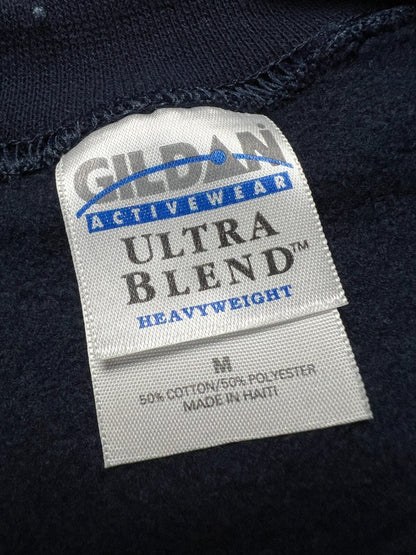 GILDAN
ACTIVEWEAR
ULTRA
BLEND™
HEAVYWEIGHT
M
50% COTTON/50% POLYESTER
MADE IN HAITI